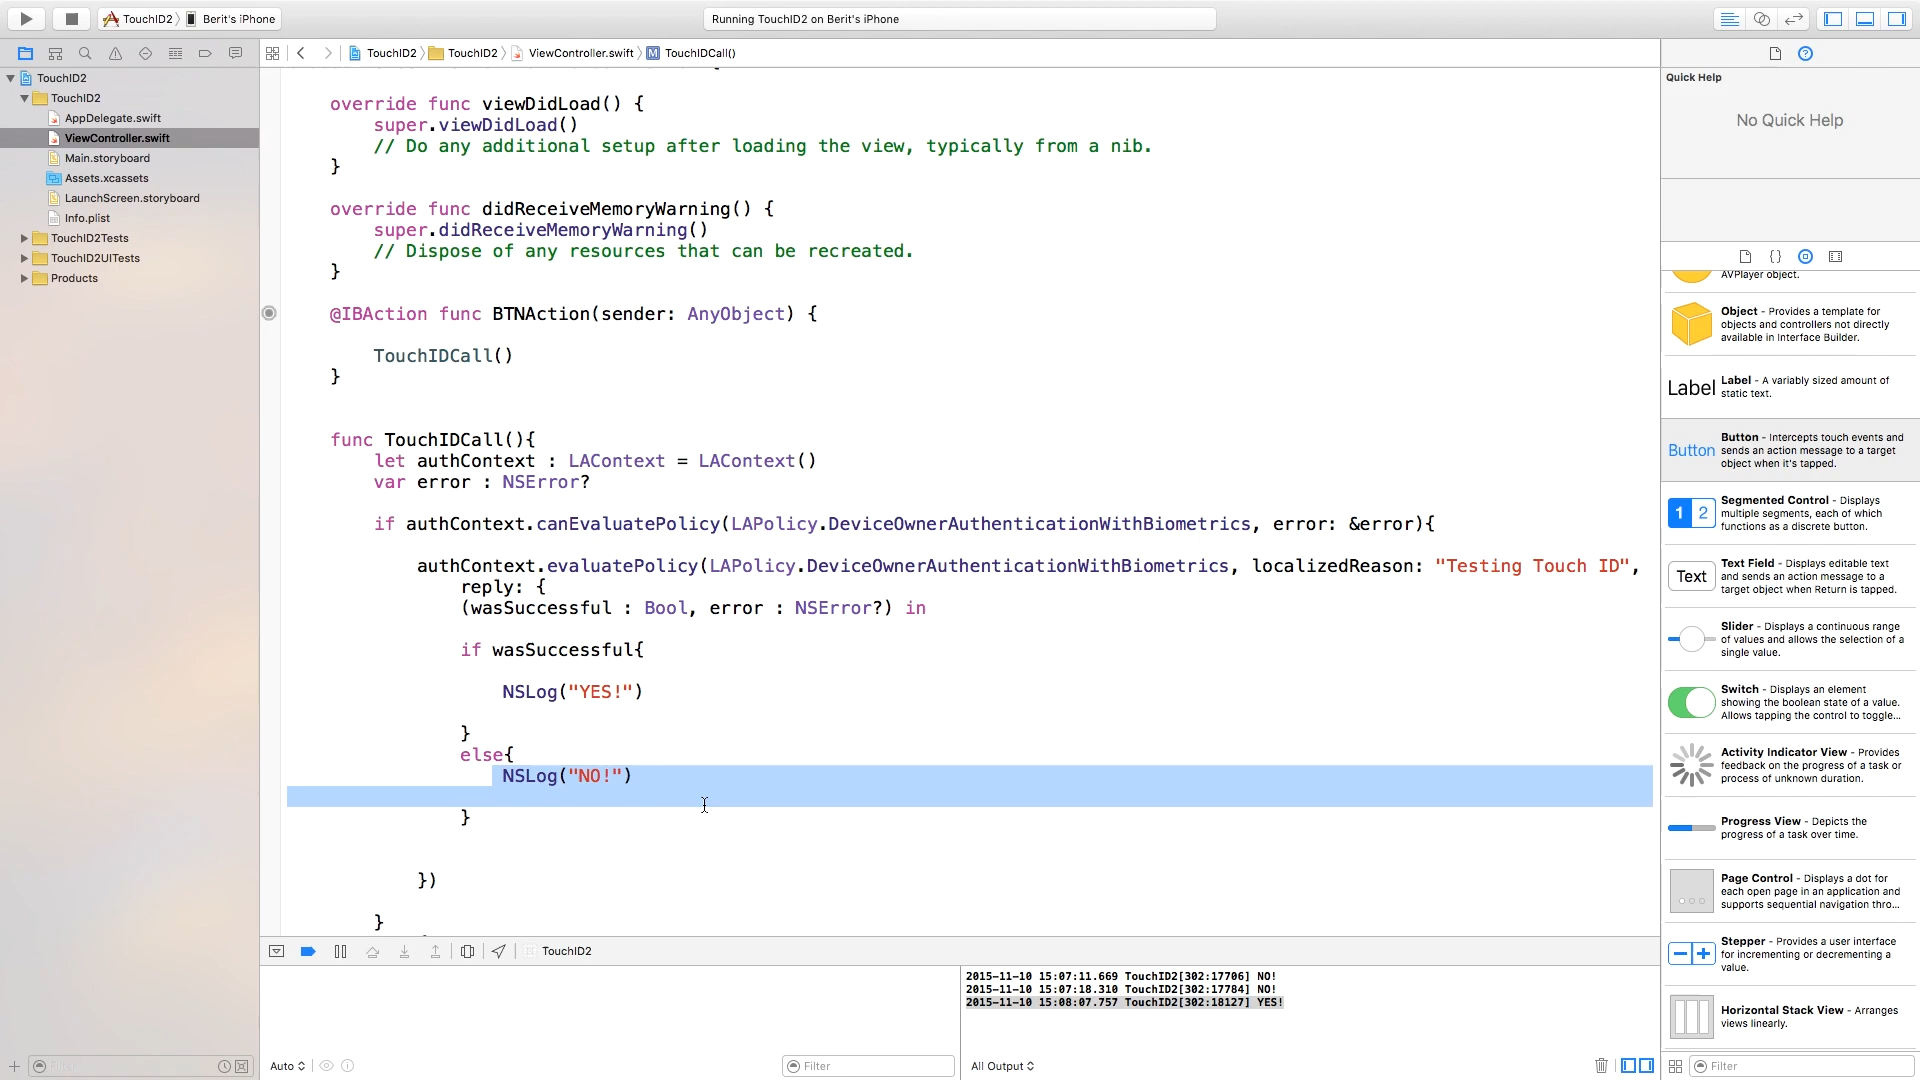 TouchID2 Berit's iPhone
Running TouchID2 on Berit's iPhone
TouchID2 TouchID2 ViewController.swift M TouchIDCall()
TouchID2
TouchID2
AppDelegate.swift
ViewController.swift
Main.storyboard
Assets.xcassets
LaunchScreen.storyboard
Info.plist
TouchID2Tests
TouchID2UITests
Products
override func viewDidLoad() {
super.viewDidLoad()
// Do any additional setup after loading the view, typically from a nib.
}
override func didReceiveMemoryWarning() {
super.didReceiveMemoryWarning()
// Dispose of any resources that can be recreated.
}
@IBAction func BTNAction(sender: AnyObject) {
TouchIDCall()
}
func TouchIDCall(){
let authContext : LAContext = LAContext()
var error : NSError?
if authContext.canEvaluatePolicy(LAPolicy.DeviceOwnerAuthenticationWithBiometrics, error: &error){
authContext.evaluatePolicy(LAPolicy.DeviceOwnerAuthenticationWithBiometrics, localizedReason: "Testing Touch ID",
reply: {
(wasSuccessful : Bool, error : NSError?) in
if wasSuccessful{
NSLog("YES!")
}
else{
NSLog("NO!")
}
})
}
TouchID2
2015-11-10 15:07:11.669 TouchID2[302:17706] NO!
2015-11-10 15:07:18.310 TouchID2[302:17784] NO!
2015-11-10 15:08:07.757 TouchID2[302:18127] YES!
Auto
Filter
All Output
Quick Help
No Quick Help
{}
AVPlayer object.
Object - Provides a template for
objects and controllers not directly
available in Interface Builder.
Label
Label - A variably sized amount of
static text.
Button
Button - Intercepts touch events and
sends an action message to a target
object when it's tapped.
1 2
Segmented Control - Displays
multiple segments, each of which
functions as a discrete button.
Text
Text Field - Displays editable text
and sends an action message to a
target object when Return is tapped.
Slider - Displays a continuous range
of values and allows the selection of a
single value.
Switch - Displays an element
showing the boolean state of a value.
Allows tapping the control to toggle...
Activity Indicator View - Provides
feedback on the progress of a task or
process of unknown duration.
Progress View - Depicts the
progress of a task over time.
Page Control - Displays a dot for
each open page in an application and
supports sequential navigation thro...
Stepper - Provides a user interface
for incrementing or decrementing a
value.
Horizontal Stack View - Arranges
views linearly.
Filter